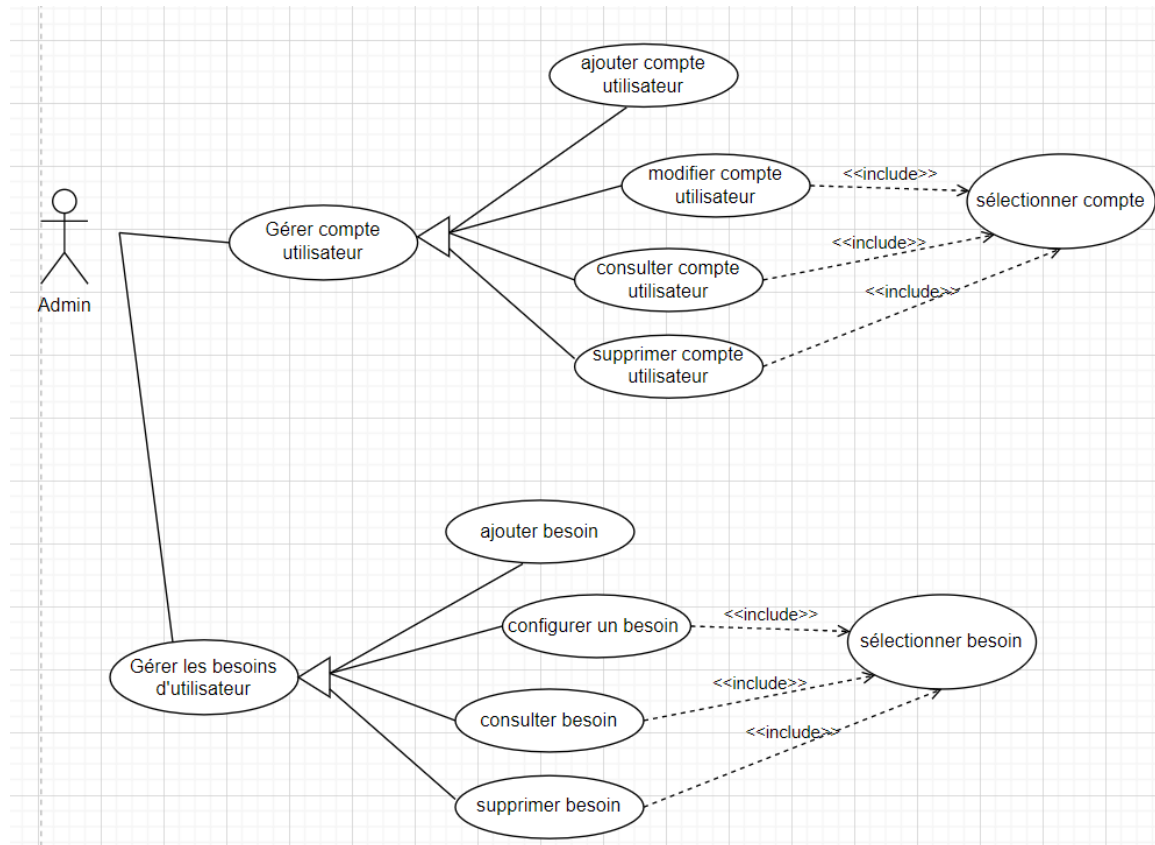 ajouter compte
utilisateur
modifier compte
utilisateur
<<include>>
sélectionner compte
Gérer compte
utilisateur
<<include>>
consulter compte
utilisateur
<<include>>
Admin
supprimer compte
utilisateur
ajouter besoin
<<include>>
configurer un besoin
sélectionner besoin
Gérer les besoins
d'utilisateur
<<include>>
consulter besoin
<<include>>
supprimer besoin